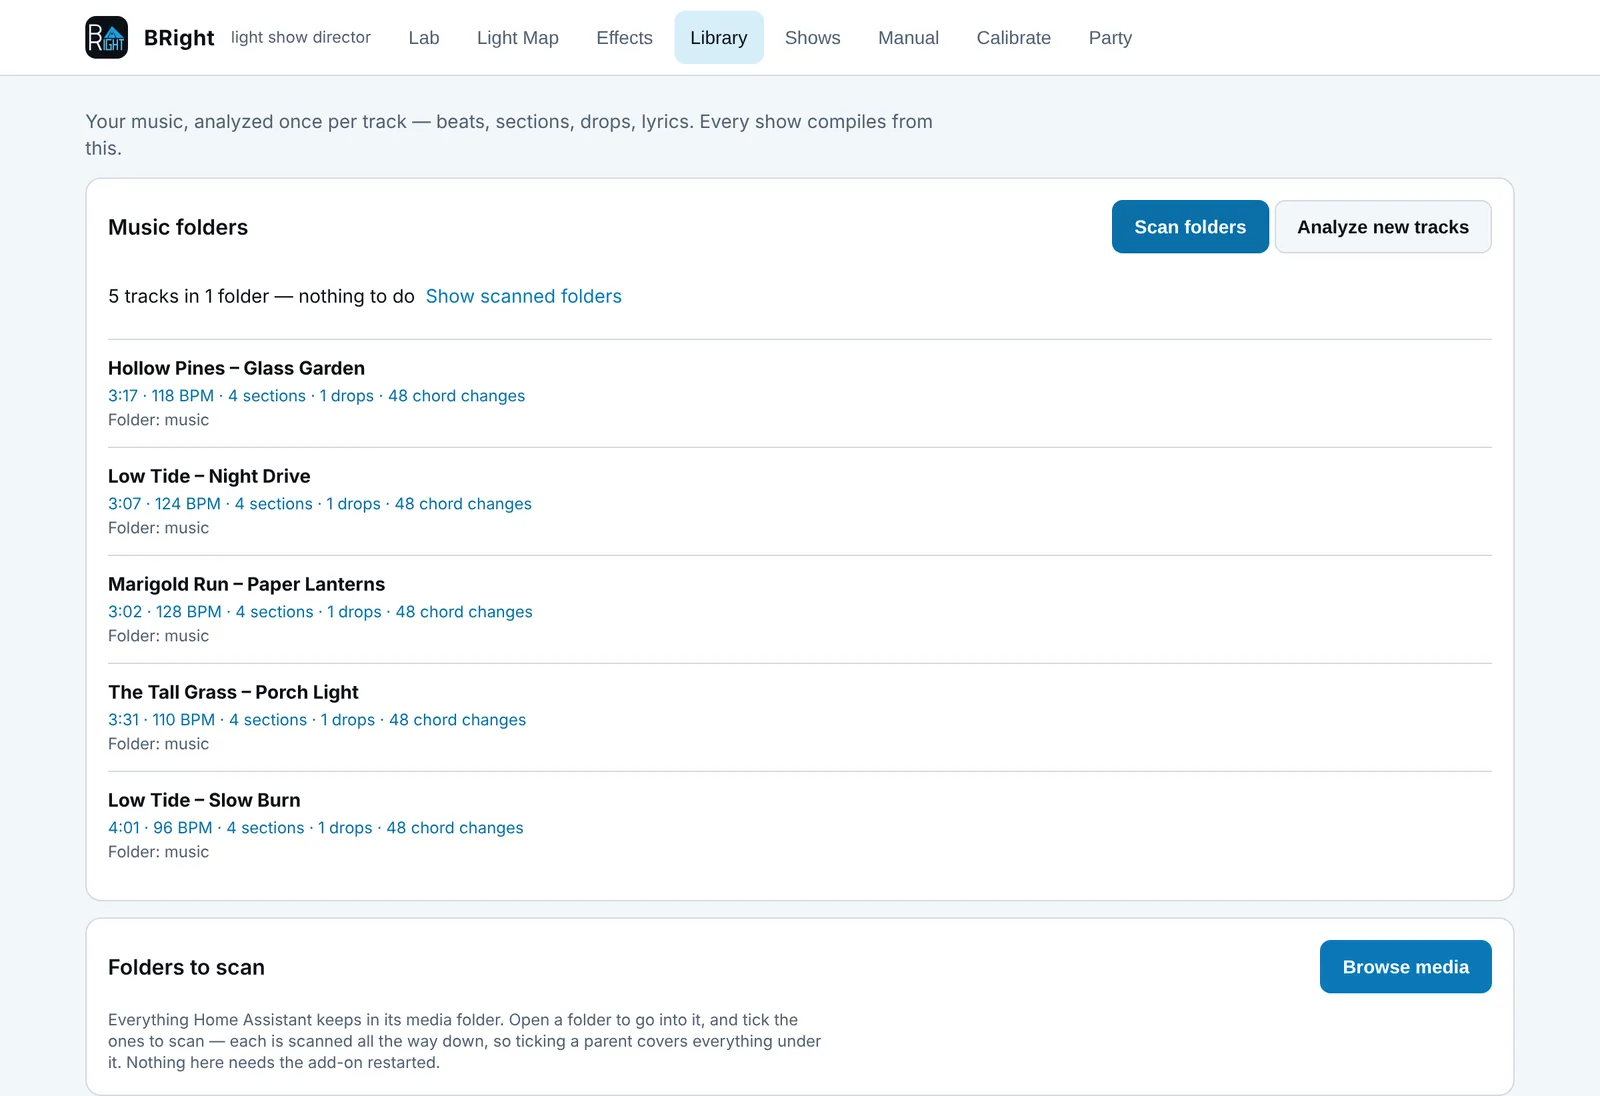 BRIGHT
BRight light show director Lab Light Map Effects Library Shows Manual Calibrate Party
Your music, analyzed once per track — beats, sections, drops, lyrics. Every show compiles from
this.
Music folders
Scan folders Analyze new tracks
5 tracks in 1 folder — nothing to do Show scanned folders
Hollow Pines – Glass Garden
3:17 · 118 BPM · 4 sections · 1 drops · 48 chord changes
Folder: music
Low Tide – Night Drive
3:07 · 124 BPM · 4 sections · 1 drops · 48 chord changes
Folder: music
Marigold Run – Paper Lanterns
3:02 · 128 BPM · 4 sections · 1 drops · 48 chord changes
Folder: music
The Tall Grass – Porch Light
3:31 · 110 BPM · 4 sections · 1 drops · 48 chord changes
Folder: music
Low Tide – Slow Burn
4:01 · 96 BPM · 4 sections · 1 drops · 48 chord changes
Folder: music
Folders to scan
Browse media
Everything Home Assistant keeps in its media folder. Open a folder to go into it, and tick the
ones to scan — each is scanned all the way down, so ticking a parent covers everything under
it. Nothing here needs the add-on restarted.